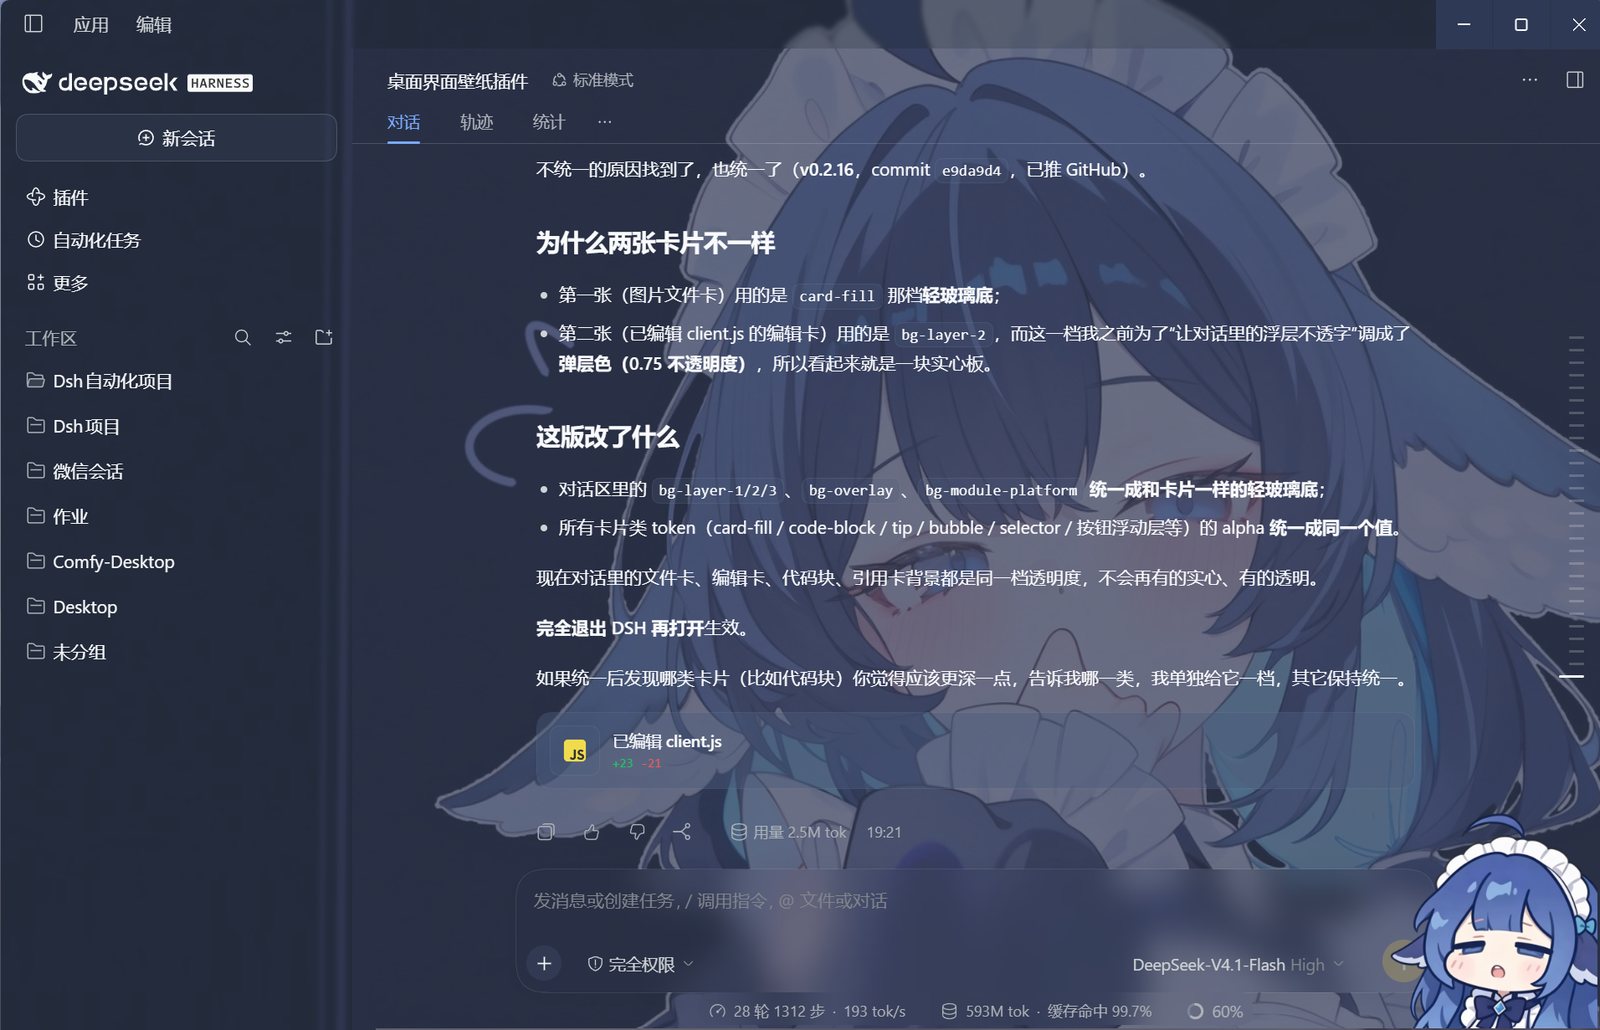 应用 编辑
deepseek HARNESS
新会话
插件
自动化任务
更多
工作区
Dsh自动化项目
Dsh项目
微信会话
作业
Comfy-Desktop
Desktop
未分组
桌面界面壁纸插件 标准模式
对话 轨迹 统计 ···
不统一的原因找到了，也统一了（v0.2.16，commit e9da9d4 ，已推 GitHub）。
为什么两张卡片不一样
• 第一张（图片文件卡）用的是 card-fill 那档轻玻璃底；
• 第二张（已编辑 client.js 的编辑卡）用的是 bg-layer-2 ，而这一档我之前为了“让对话里的浮层不透字”调成了
弹层色（0.75 不透明度），所以看起来就是一块实心板。
这版改了什么
• 对话区里的 bg-layer-1/2/3 、 bg-overlay 、 bg-module-platform 统一成和卡片一样的轻玻璃底；
• 所有卡片类 token（card-fill / code-block / tip / bubble / selector / 按钮浮动层等）的 alpha 统一成同一个值。
现在对话里的文件卡、编辑卡、代码块、引用卡背景都是同一档透明度，不会再有的实心、有的透明。
完全退出 DSH 再打开生效。
如果统一后发现哪类卡片（比如代码块）你觉得应该更深一点，告诉我哪一类，我单独给它一档，其它保持统一。
JS
已编辑 client.js
+23 -21
用量 2.5M tok 19:21
发消息或创建任务, / 调用指令, @ 文件或对话
+ 完全权限 DeepSeek-V4.1-Flash High
28 轮 1312 步 · 193 tok/s 593M tok · 缓存命中 99.7% 60%